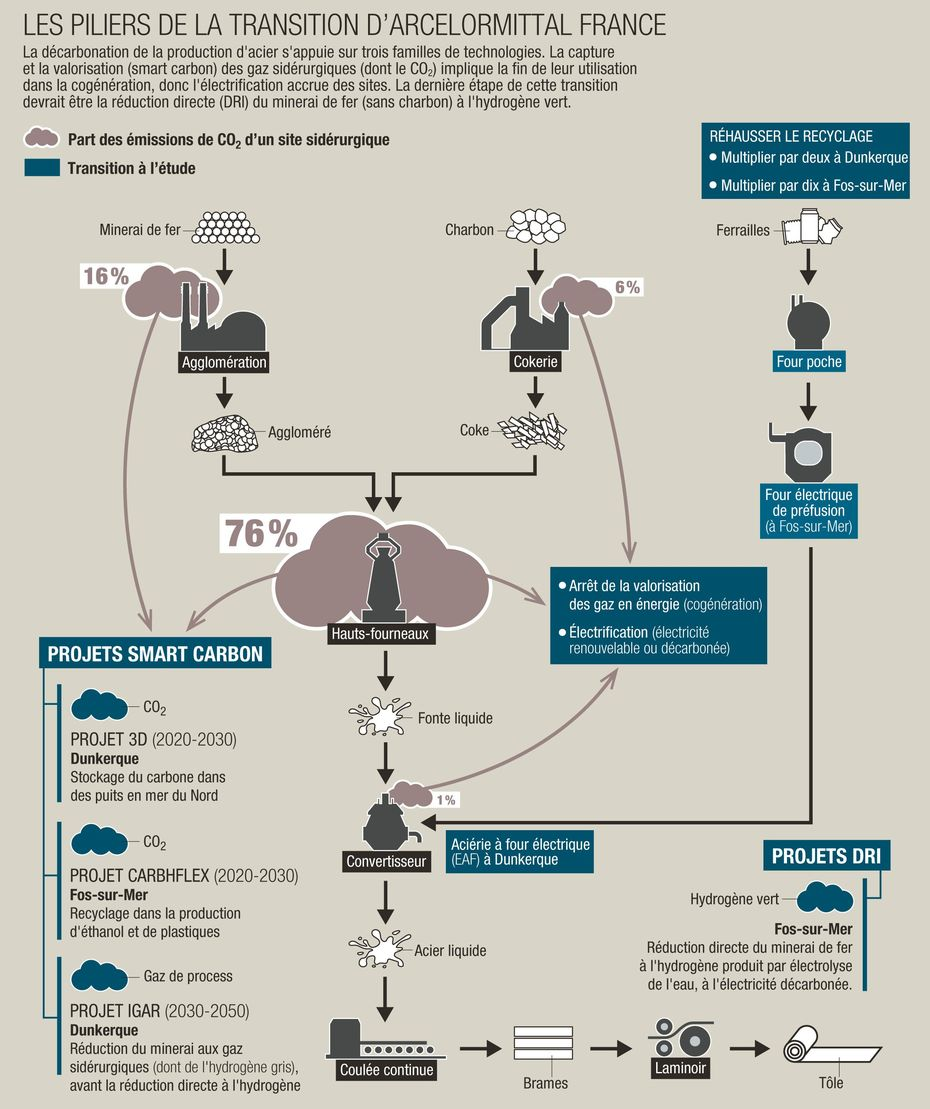 LES PILIERS DE LA TRANSITION D'ARCELORMITTAL FRANCE
La décarbonation de la production d'acier s'appuie sur trois familles de technologies. La capture
et la valorisation (smart carbon) des gaz sidérurgiques (dont le CO₂) implique la fin de leur utilisation
dans la cogénération, donc l'électrification accrue des sites. La dernière étape de cette transition
devrait être la réduction directe (DRI) du minerai de fer (sans charbon) à l'hydrogène vert.
Part des émissions de CO₂ d'un site sidérurgique
Transition à l'étude
RÉHAUSSER LE RECYCLAGE
• Multiplier par deux à Dunkerque
• Multiplier par dix à Fos-sur-Mer
Minerai de fer
Charbon
Ferrailles
16%
6%
Agglomération
Cokerie
Four poche
Aggloméré
Coke
Four électrique
de préfusion
(à Fos-sur-Mer)
76%
Hauts-fourneaux
• Arrêt de la valorisation
des gaz en énergie (cogénération)
• Électrification (électricité
renouvelable ou décarbonée)
PROJETS SMART CARBON
CO₂
PROJET 3D (2020-2030)
Dunkerque
Stockage du carbone dans
des puits en mer du Nord
CO₂
PROJET CARBHFLEX (2020-2030)
Fos-sur-Mer
Recyclage dans la production
d'éthanol et de plastiques
Gaz de process
PROJET IGAR (2030-2050)
Dunkerque
Réduction du minerai aux gaz
sidérurgiques (dont de l'hydrogène gris),
avant la réduction directe à l'hydrogène
Fonte liquide
1%
Convertisseur
Aciérie à four électrique
(EAF) à Dunkerque
Acier liquide
PROJETS DRI
Hydrogène vert
Fos-sur-Mer
Réduction directe du minerai de fer
à l'hydrogène produit par électrolyse
de l'eau, à l'électricité décarbonée.
Coulée continue
Brames
Laminoir
Tôle